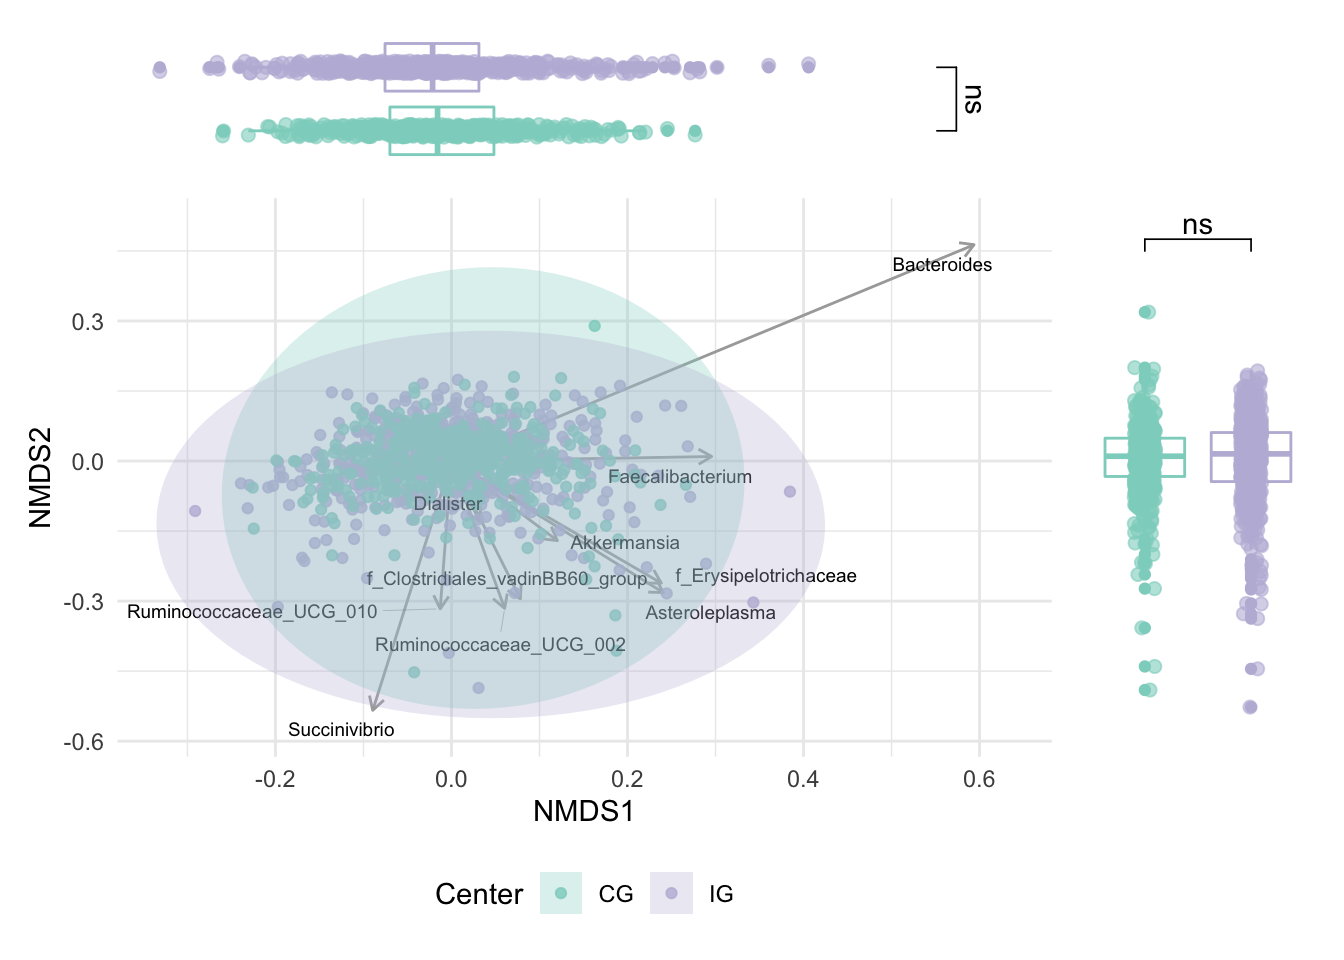 ns
ns
Bacteroides
0.3
0.0
-0.3
-0.6
NMDS2
Faecalibacterium
Dialister
Akkermansia
f_Clostridiales_vadinBB60_group
f_Erysipelotrichaceae
Ruminococcaceae_UCG_010
Asteroleplasma
Ruminococcaceae_UCG_002
Succinivibrio
-0.2
0.0
0.2
0.4
0.6
NMDS1
Center
CG
IG